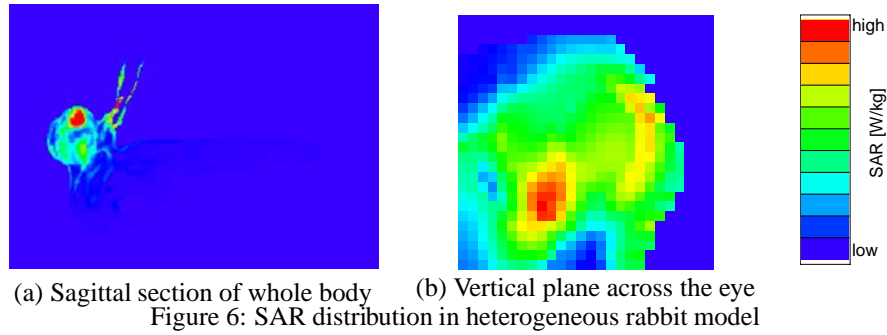 high
SAR [W/kg]
low
(a) Sagittal section of whole body
(b) Vertical plane across the eye
Figure 6: SAR distribution in heterogeneous rabbit model